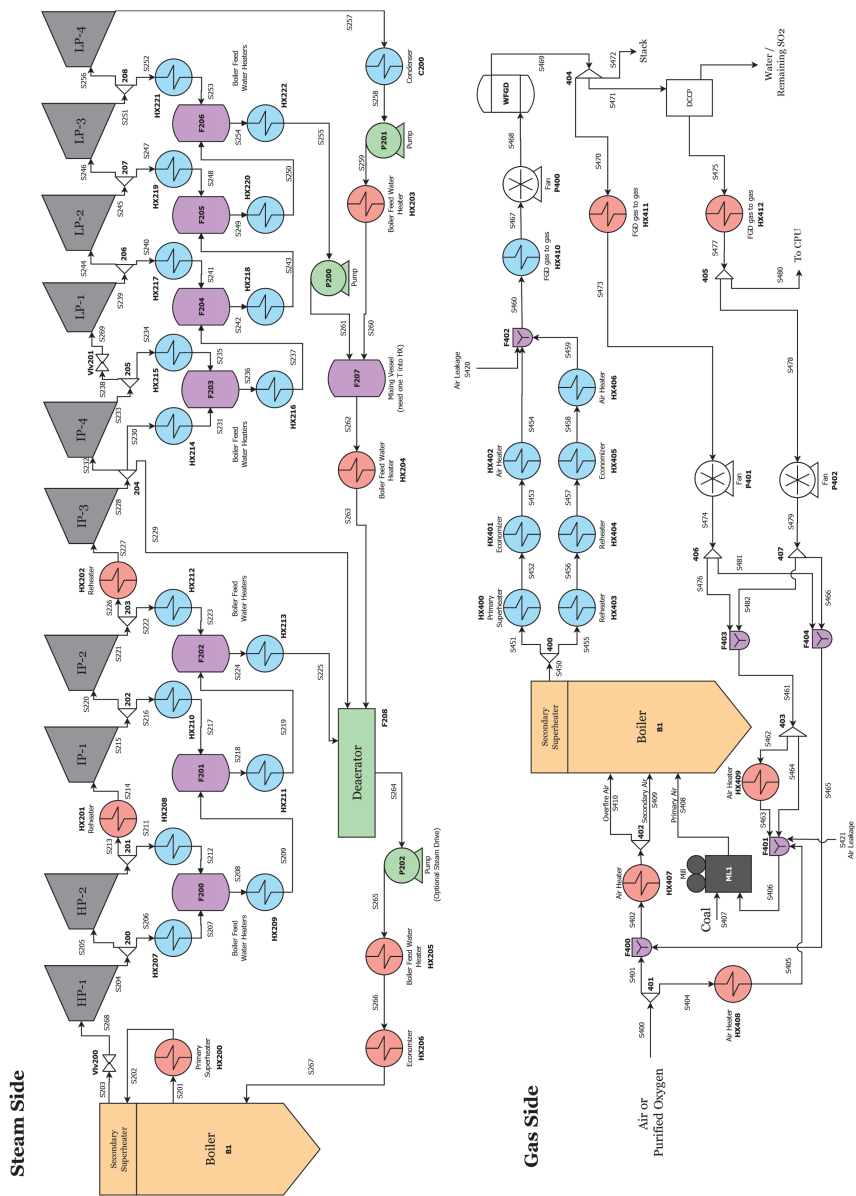 Steam Side
Secondary
Superheater
Boiler
B1
S203
Vlv200
S268
S202
S201
Primary
Superheater
HX200
HP-1
S204
200
S205
S206
HX207
S207
HP-2
201
S213
S211
HX208
S212
F200
S208
HX209
S209
Boiler Feed
Water Heaters
HX201
Reheater
S214
IP-1
S215
202
S220
S216
HX210
S217
F201
S218
HX211
S219
IP-2
S221
203
S226
S222
HX212
S223
F202
S224
HX213
S225
Boiler Feed
Water Heaters
HX202
Reheater
S227
IP-3
S228
204
S232
S229
S230
HX214
S231
IP-4
S233
205
S238
Vlv201
S269
S234
HX215
S235
F203
S236
HX216
S237
Boiler Feed
Water Heaters
LP-1
S239
206
S244
S240
HX217
S241
F204
S242
HX218
S243
LP-2
S245
207
S246
S247
HX219
S248
F205
S249
HX220
S250
LP-3
S251
208
S256
S252
HX221
S253
F206
S254
HX222
S255
Boiler Feed
Water Heaters
LP-4
S257
Condenser
C200
S258
P201
Pump
S259
Boiler Feed Water
Heater
HX203
S260
P200
Pump
S261
F207
Mixing Vessel
(need one T into HX)
S262
Boiler Feed Water
Heater
HX204
S263
Deaerator
F208
S264
P202
Pump
(Optional Steam Drive)
S265
Boiler Feed Water
Heater
HX205
S266
Economizer
HX206
S267
Gas Side
Air or
Purified Oxygen
S400
401
S401
S404
Air Heater
HX408
S405
F400
S402
Air Heater
HX407
402
Overfire Air
S410
Secondary Air
S409
Primary Air
S408
Coal
S407
Mill
ML1
S406
F401
S421
Air Leakage
S463
Air Heater
HX409
S462
S464
403
S461
S465
Secondary
Superheater
Boiler
B1
S450
400
S451
S455
HX400
Primary
Superheater
S452
HX401
Economizer
S453
HX402
Air Heater
S454
Reheater
HX403
S456
Reheater
HX404
S457
Economizer
HX405
S458
Air Heater
HX406
S459
F402
Air Leakage
S420
S460
FGD gas to gas
HX410
S467
Fan
P400
S468
WFGD
S469
404
S472
Stack
S471
S470
FGD gas to gas
HX411
S473
DCCP
Water /
Remaining SO2
S475
FGD gas to gas
HX412
S477
405
S480
To CPU
S478
Fan
P401
S474
406
S476
S481
Fan
P402
S479
407
S482
S466
F403
F404